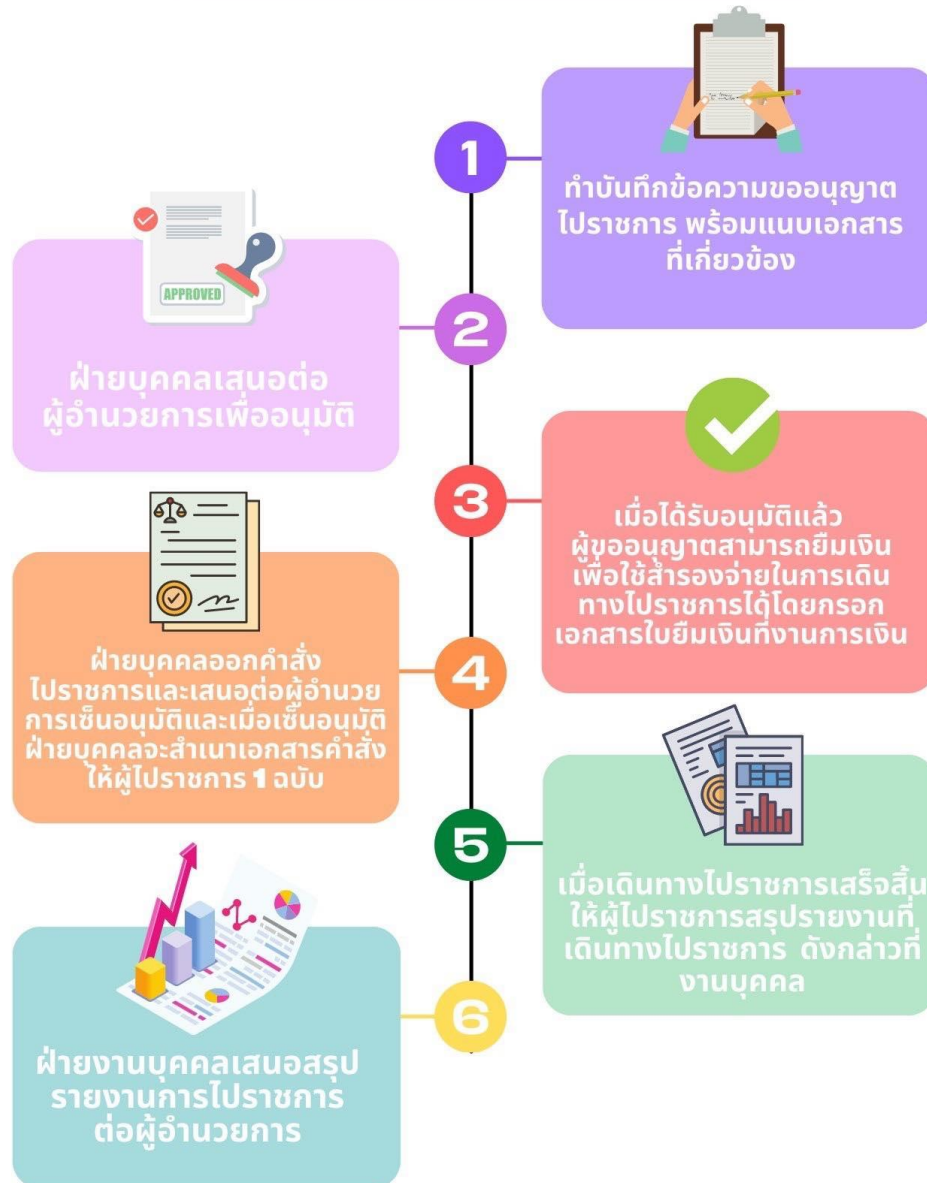 1
ทำบันทึกข้อความขออนุญาต
ไปราชการ พร้อมแนบเอกสาร
ที่เกี่ยวข้อง
APPROVED
2
ฝ่ายบุคคลเสนอต่อ
ผู้อำนวยการเพื่ออนุมัติ
3
เมื่อได้รับอนุมัติแล้ว
ผู้ขออนุญาตสามารถยืมเงิน
เพื่อใช้สำรองจ่ายในการเดิน
ทางไปราชการได้โดยกรอก
เอกสารใบยืมเงินที่งานการเงิน
4
ฝ่ายบุคคลออกคำสั่ง
ไปราชการและเสนอต่อผู้อำนวย
การเซ็นอนุมัติและเมื่อเซ็นอนุมัติ
ฝ่ายบุคคลจะสำเนาเอกสารคำสั่ง
ให้ผู้ไปราชการ 1 ฉบับ
5
เมื่อเดินทางไปราชการเสร็จสิ้น
ให้ผู้ไปราชการสรุปรายงานที่
เดินทางไปราชการ ดังกล่าวที่
งานบุคคล
6
ฝ่ายงานบุคคลเสนอสรุป
รายงานการไปราชการ
ต่อผู้อำนวยการ